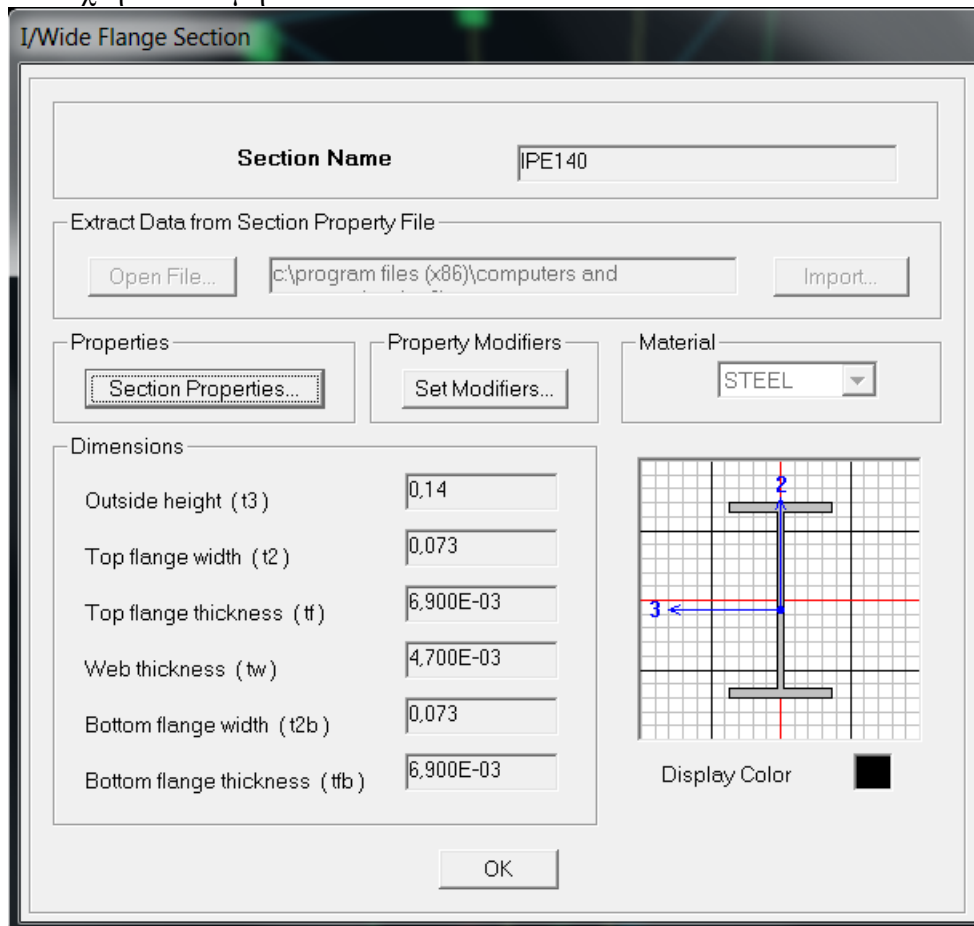 I/Wide Flange Section
Section Name IPE140
Extract Data from Section Property File
Open File... c:\program files (x86)\computers and Import...
Properties Property Modifiers Material
Section Properties... Set Modifiers... STEEL
Dimensions
Outside height ( t3 ) 0,14
Top flange width ( t2 ) 0,073
Top flange thickness ( tf ) 6,900E-03
Web thickness ( tw ) 4,700E-03
Bottom flange width ( t2b ) 0,073
Bottom flange thickness ( tfb ) 6,900E-03
2
3
Display Color
OK